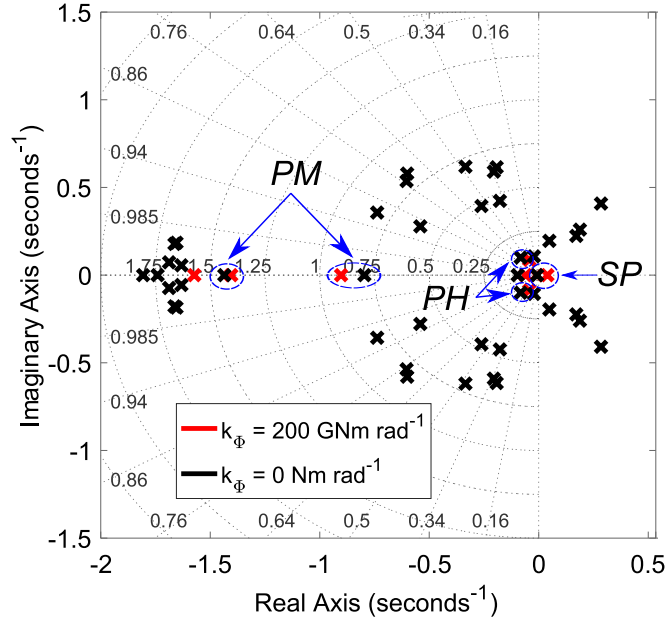 1.5
0.76 0.64 0.5 0.34 0.16
0.86
1
0.94
PM
0.5
0.985
1.75 1.5 1.25 1 0.75 0.5 0.25
SP
0
PH
0.985
-0.5
0.94
k_Φ = 200 GNm rad^-1
-1
k_Φ = 0 Nm rad^-1
0.86
0.76 0.64 0.5 0.34 0.16
-1.5
-2 -1.5 -1 -0.5 0 0.5
Real Axis (seconds^-1)
Imaginary Axis (seconds^-1)